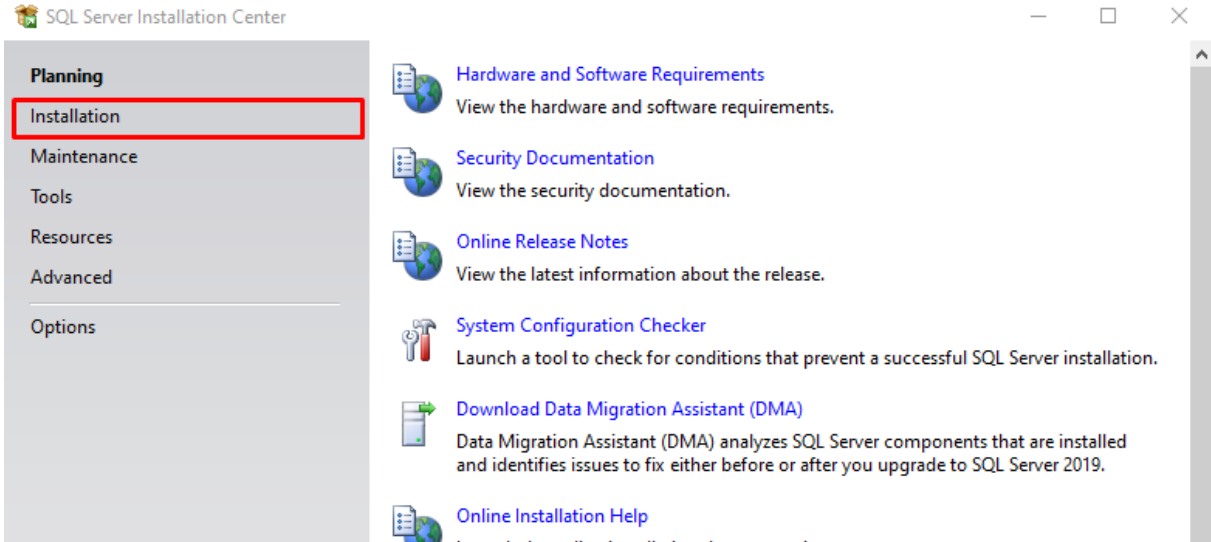 SQL Server Installation Center
Planning
Installation
Maintenance
Tools
Resources
Advanced
Options
Hardware and Software Requirements
View the hardware and software requirements.
Security Documentation
View the security documentation.
Online Release Notes
View the latest information about the release.
System Configuration Checker
Launch a tool to check for conditions that prevent a successful SQL Server installation.
Download Data Migration Assistant (DMA)
Data Migration Assistant (DMA) analyzes SQL Server components that are installed
and identifies issues to fix either before or after you upgrade to SQL Server 2019.
Online Installation Help